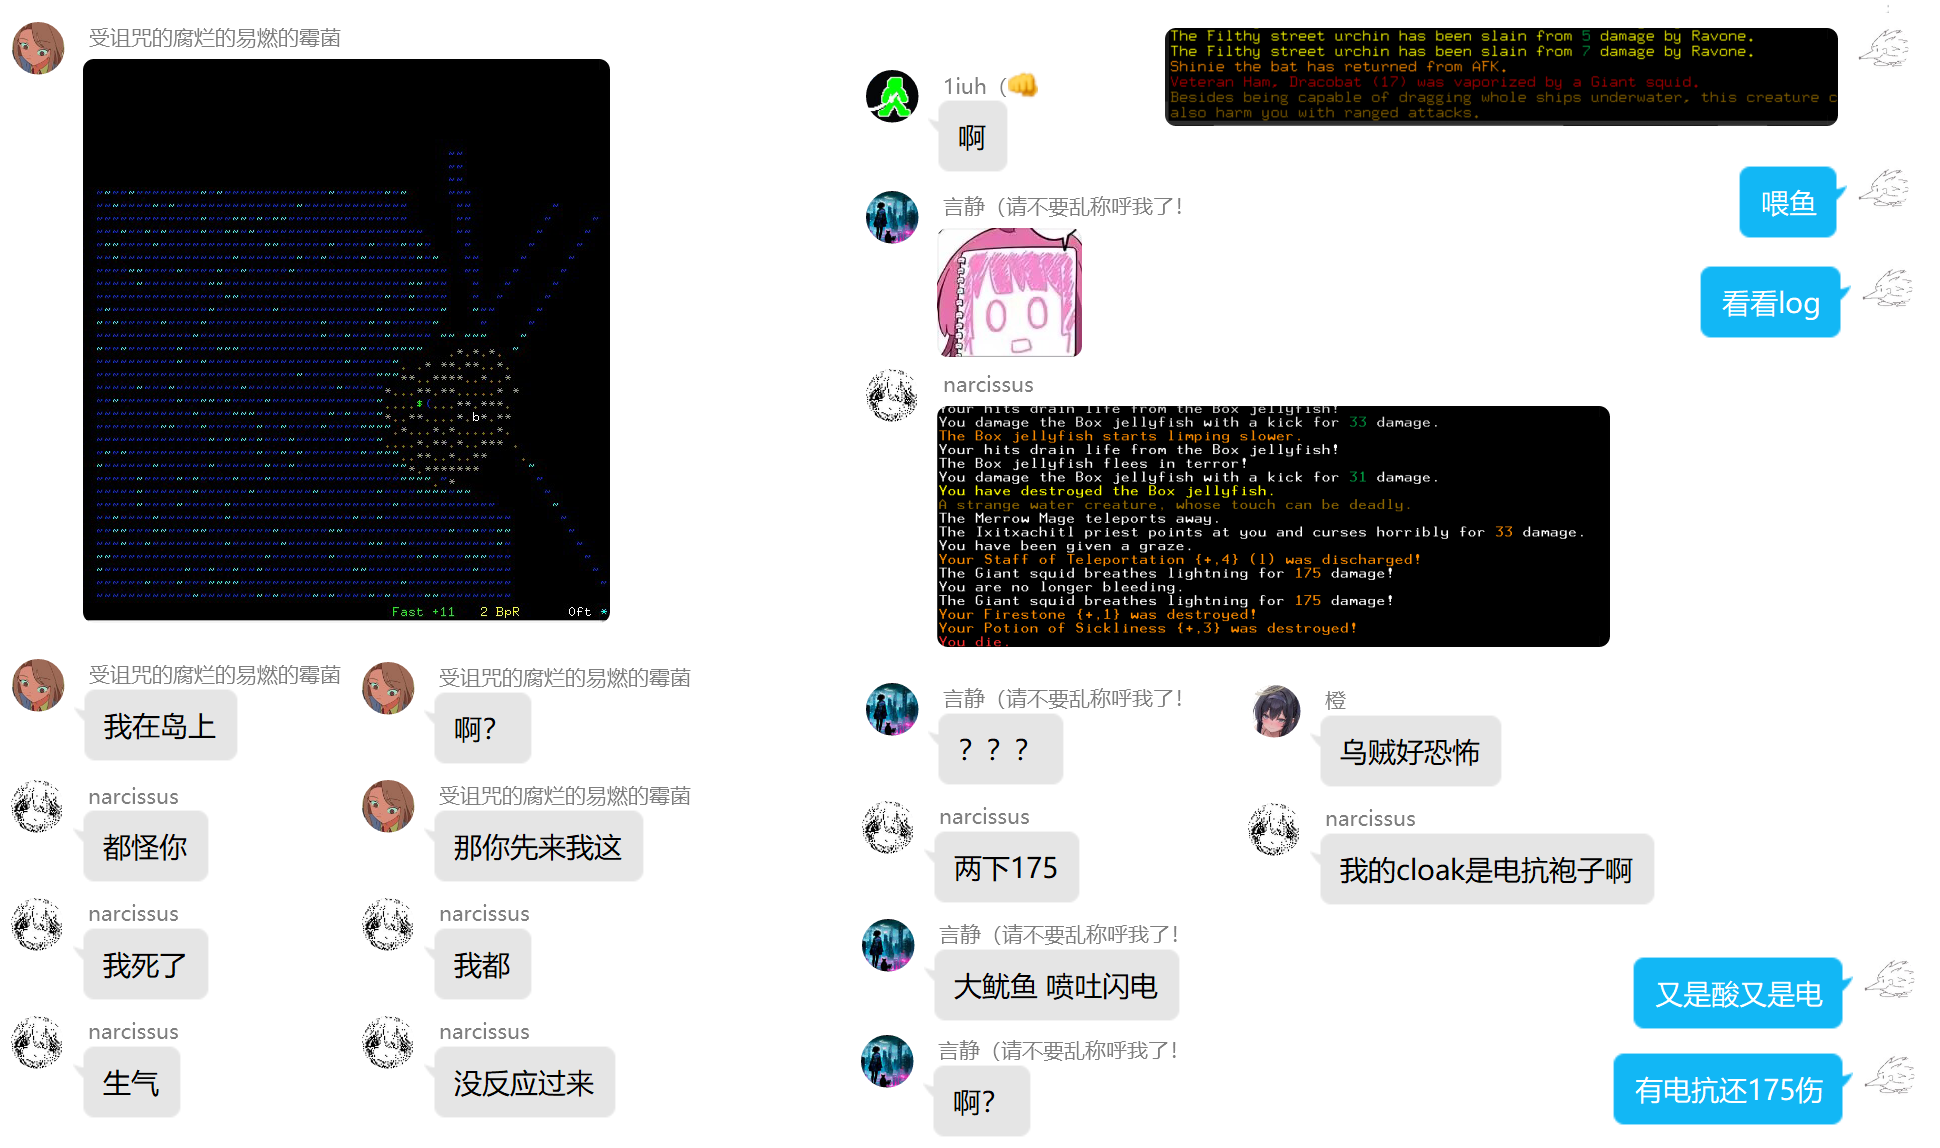 受诅咒的腐烂的易燃的霉菌
Fast +11 2 BpR 0ft *
受诅咒的腐烂的易燃的霉菌
我在岛上
narcissus
都怪你
narcissus
我死了
narcissus
生气
受诅咒的腐烂的易燃的霉菌
啊?
受诅咒的腐烂的易燃的霉菌
那你先来我这
narcissus
我都
narcissus
没反应过来
The Filthy street urchin has been slain from 5 damage by Ravone.
The Filthy street urchin has been slain from 7 damage by Ravone.
Shinie the bat has returned from AFK.
Veteran Ham, Dracobat (17) was vaporized by a Giant squid.
Besides being capable of dragging whole ships underwater, this creature c
also harm you with ranged attacks.
1iuh（👊
啊
喂鱼
言静（请不要乱称呼我了!
看看log
narcissus
Your hits drain life from the Box jellyfish!
You damage the Box jellyfish with a kick for 33 damage.
The Box jellyfish starts limping slower.
Your hits drain life from the Box jellyfish!
The Box jellyfish flees in terror!
You damage the Box jellyfish with a kick for 31 damage.
You have destroyed the Box jellyfish.
A strange water creature, whose touch can be deadly.
The Merrow Mage teleports away.
The Ixitxachitl priest points at you and curses horribly for 33 damage.
You have been given a graze.
Your Staff of Teleportation {+,4} (l) was discharged!
The Giant squid breathes lightning for 175 damage!
You are no longer bleeding.
The Giant squid breathes lightning for 175 damage!
Your Firestone {+,1} was destroyed!
Your Potion of Sickliness {+,3} was destroyed!
You die.
言静（请不要乱称呼我了!
？？？
narcissus
两下175
言静（请不要乱称呼我了!
大鱿鱼 喷吐闪电
言静（请不要乱称呼我了!
啊?
橙
乌贼好恐怖
narcissus
我的cloak是电抗袍子啊
又是酸又是电
有电抗还175伤